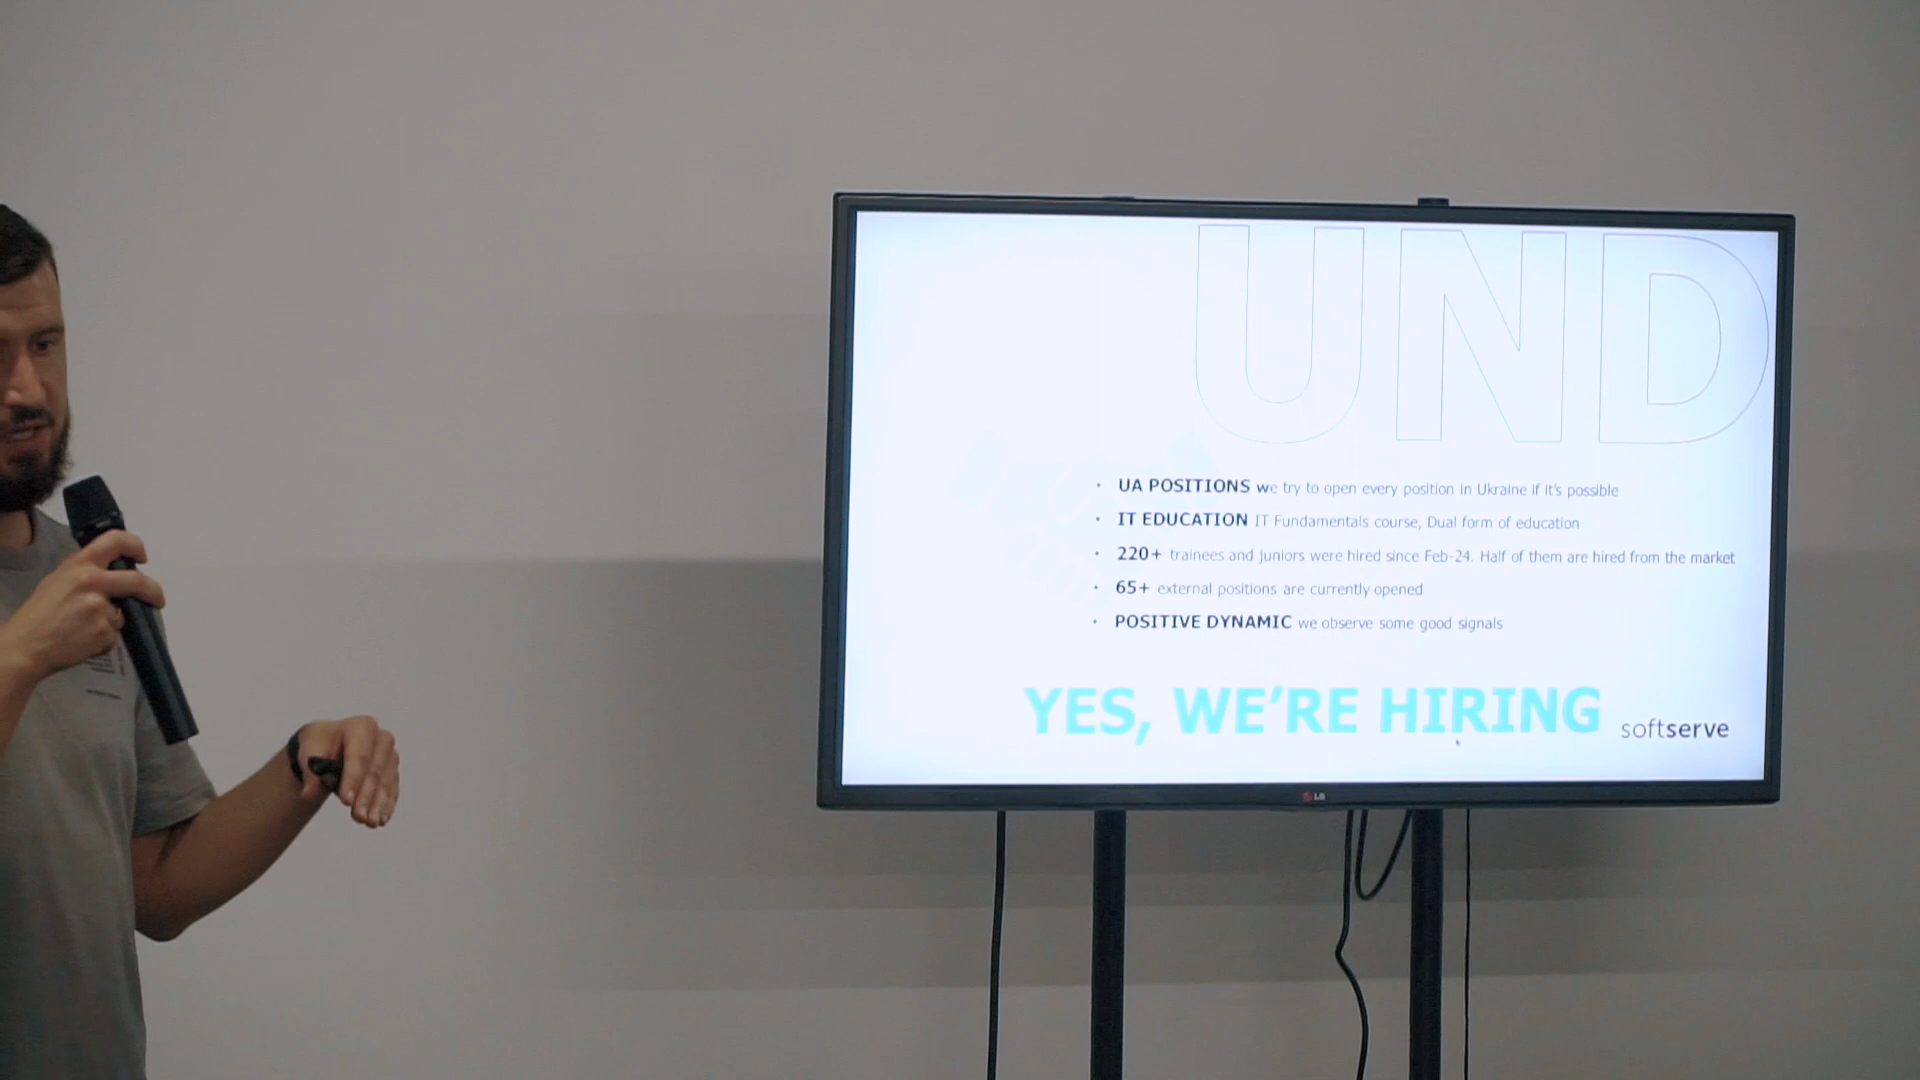 UND
UA POSITIONS we try to open every position in Ukraine if it's possible
IT EDUCATION IT Fundamentals course, Dual form of education
220+ trainees and juniors were hired since Feb-24. Half of them are hired from the market
65+ external positions are currently opened
POSITIVE DYNAMIC we observe some good signals
YES, WE'RE HIRING
softserve
LG